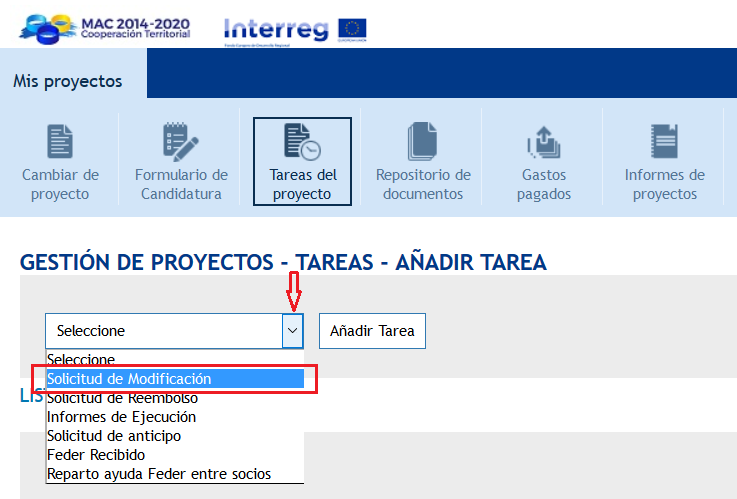 MAC 2014-2020
Cooperación Territorial
Interreg
Fondo Europeo de Desarrollo Regional
Mis proyectos
Cambiar de
proyecto
Formulario de
Candidatura
Tareas del
proyecto
Repositorio de
documentos
Gastos
pagados
Informes de
proyectos
GESTIÓN DE PROYECTOS - TAREAS - AÑADIR TAREA
Seleccione
Añadir Tarea
Seleccione
Solicitud de Modificación
LIS
Solicitud de Reembolso
Informes de Ejecución
Solicitud de anticipo
Feder Recibido
Reparto ayuda Feder entre socios